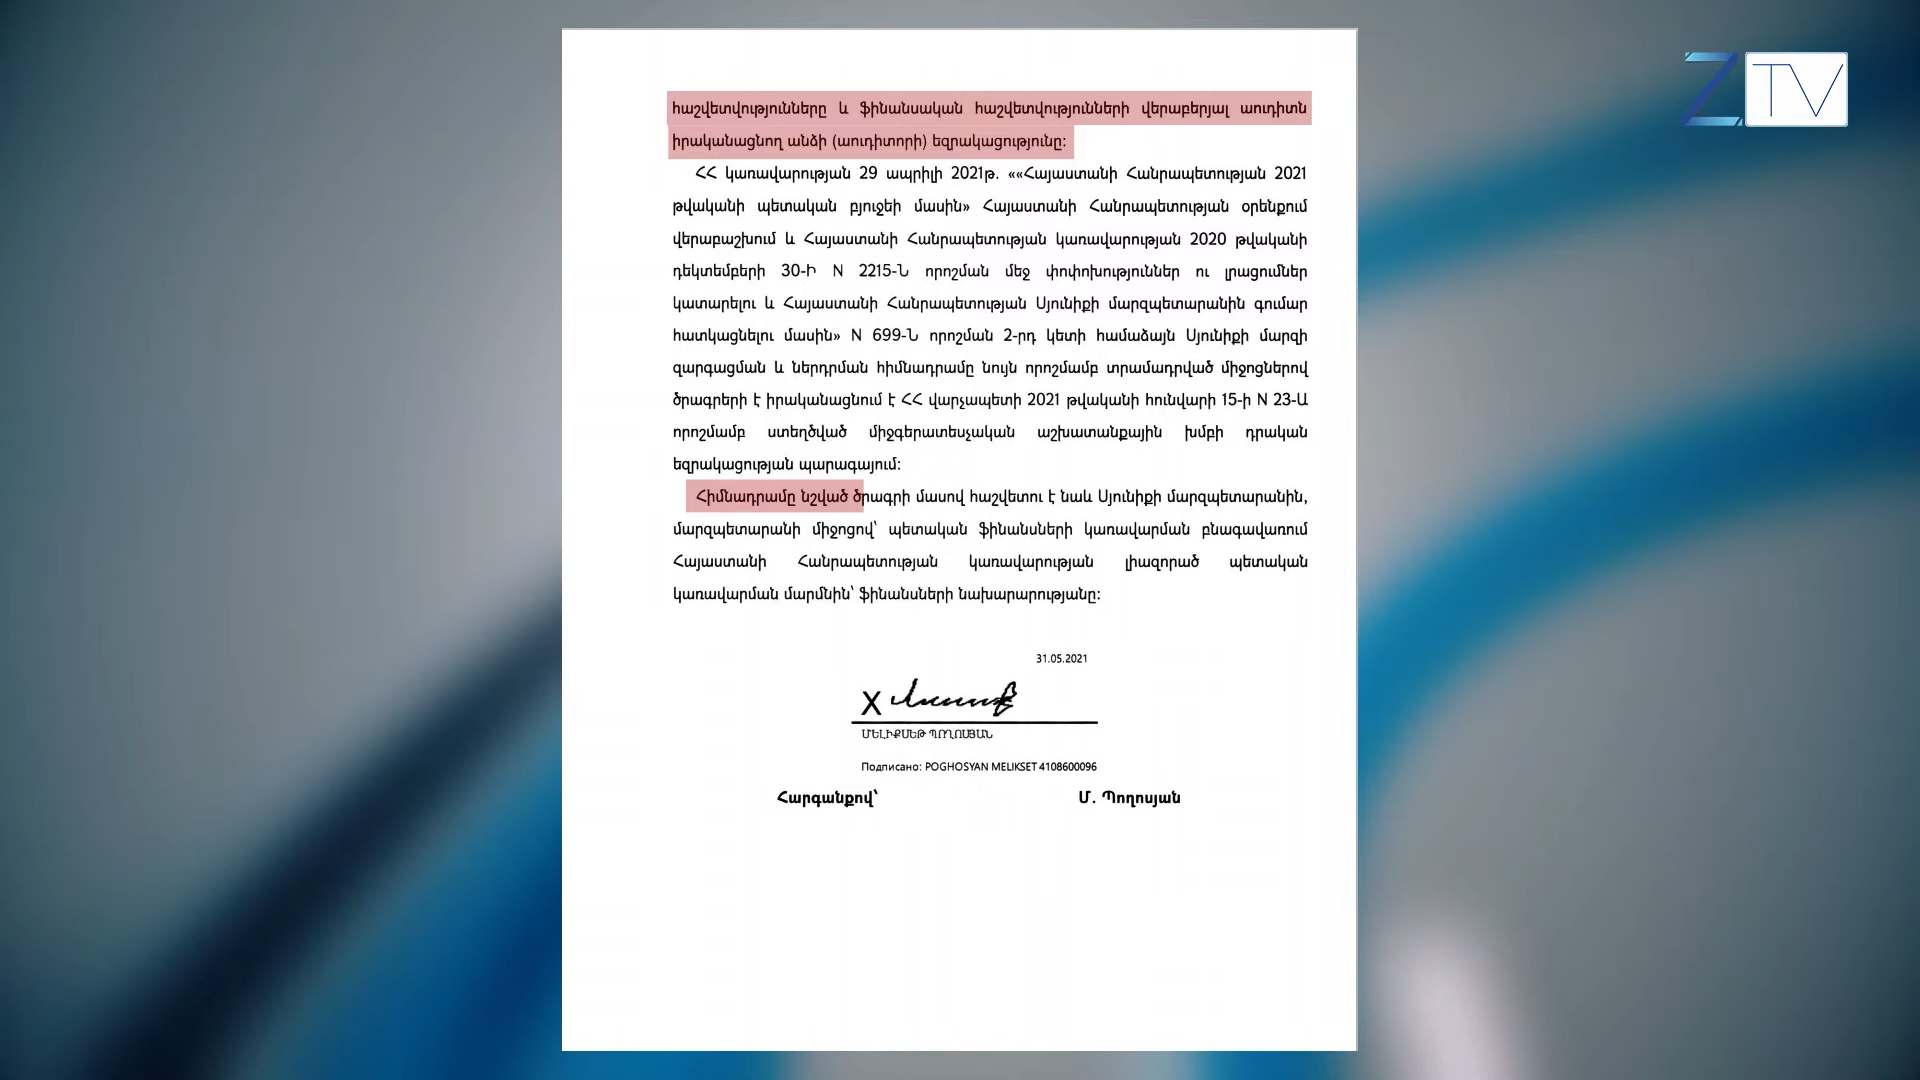 ZTV
հաշվետվությունները և ֆինանսական հաշվետվությունների վերաբերյալ աուդիտն
իրականացնող անձի (աուդիտորի) եզրակացությունը։
ՀՀ կառավարության 29 ապրիլի 2021թ. ««Հայաստանի Հանրապետության 2021
թվականի պետական բյուջեի մասին» Հայաստանի Հանրապետության օրենքում
վերաբաշխում և Հայաստանի Հանրապետության կառավարության 2020 թվականի
դեկտեմբերի 30-Ի N 2215-Ն որոշման մեջ փոփոխություններ ու լրացումներ
կատարելու և Հայաստանի Հանրապետության Սյունիքի մարզպետարանին գումար
հատկացնելու մասին» N 699-Ն որոշման 2-րդ կետի համաձայն Սյունիքի մարզի
զարգացման և ներդրման հիմնադրամը նույն որոշմամբ տրամադրված միջոցներով
ծրագրերի է իրականացնում է ՀՀ վարչապետի 2021 թվականի հունվարի 15-ի N 23-Ա
որոշմամբ ստեղծված միջգերատեսչական աշխատանքային խմբի դրական
եզրակացության պարագայում։
Հիմնադրամը նշված ծրագրի մասով հաշվետու է նաև Սյունիքի մարզպետարանին,
մարզպետարանի միջոցով՝ պետական ֆինանսների կառավարման բնագավառում
Հայաստանի Հանրապետության կառավարության լիազորած պետական
կառավարման մարմնին՝ ֆինանսների նախարարությանը։
31.05.2021
X
ՄԵԼԻՔՍԵԹ ՊՈՂՈՍՅԱՆ
Подписано: POGHOSYAN MELIKSET 4108600096
Հարգանքով՝ Մ. Պողոսյան